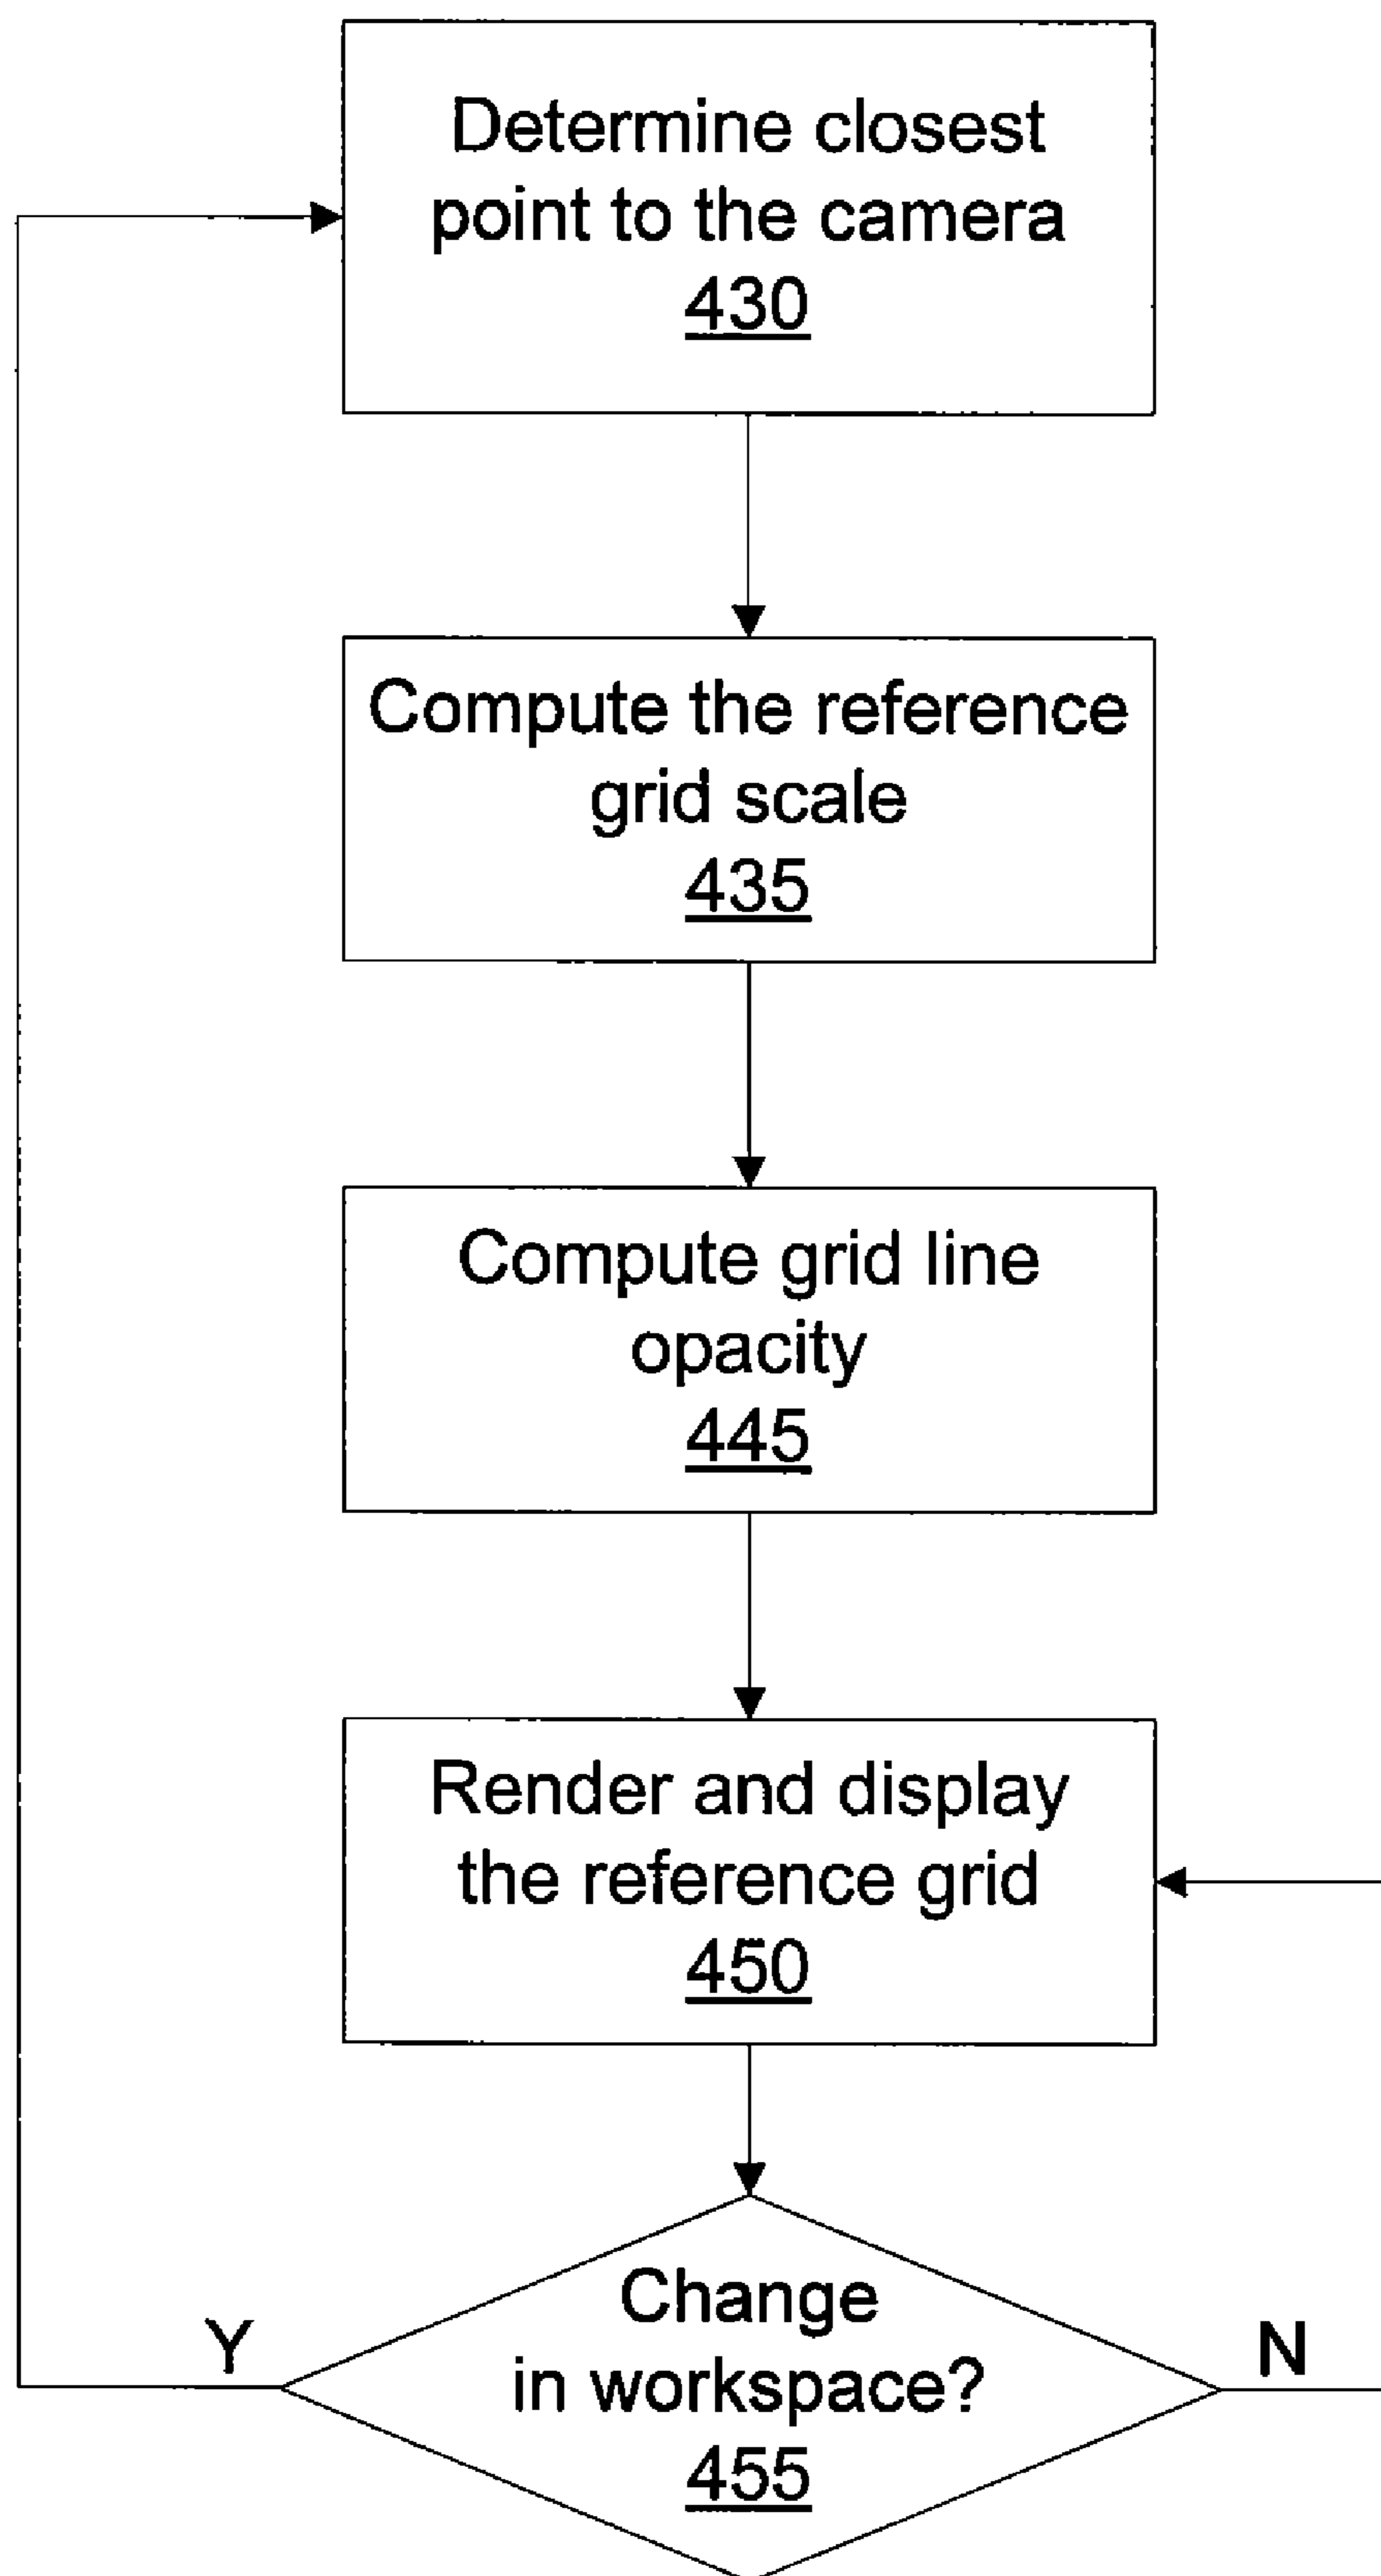 Determine closest
point to the camera
430
Compute the reference
grid scale
435
Compute grid line
opacity
445
Render and display
the reference grid
450
Change
in workspace?
455
Y
N